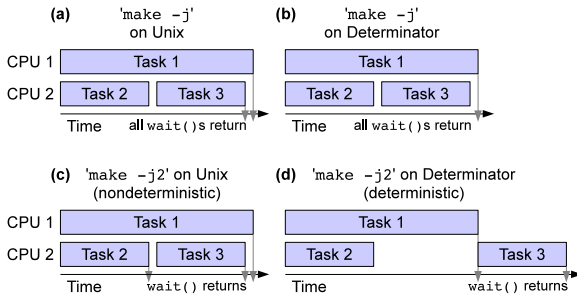 (a) 'make -j'
on Unix
CPU 1
Task 1
CPU 2
Task 2
Task 3
Time
all wait()s return
(b) 'make -j'
on Determinator
Task 1
Task 2
Task 3
Time
all wait()s return
(c) 'make -j2' on Unix
(nondeterministic)
CPU 1
Task 1
CPU 2
Task 2
Task 3
Time
wait() returns
(d) 'make -j2' on Determinator
(deterministic)
Task 1
Task 2
Task 3
Time
wait() returns